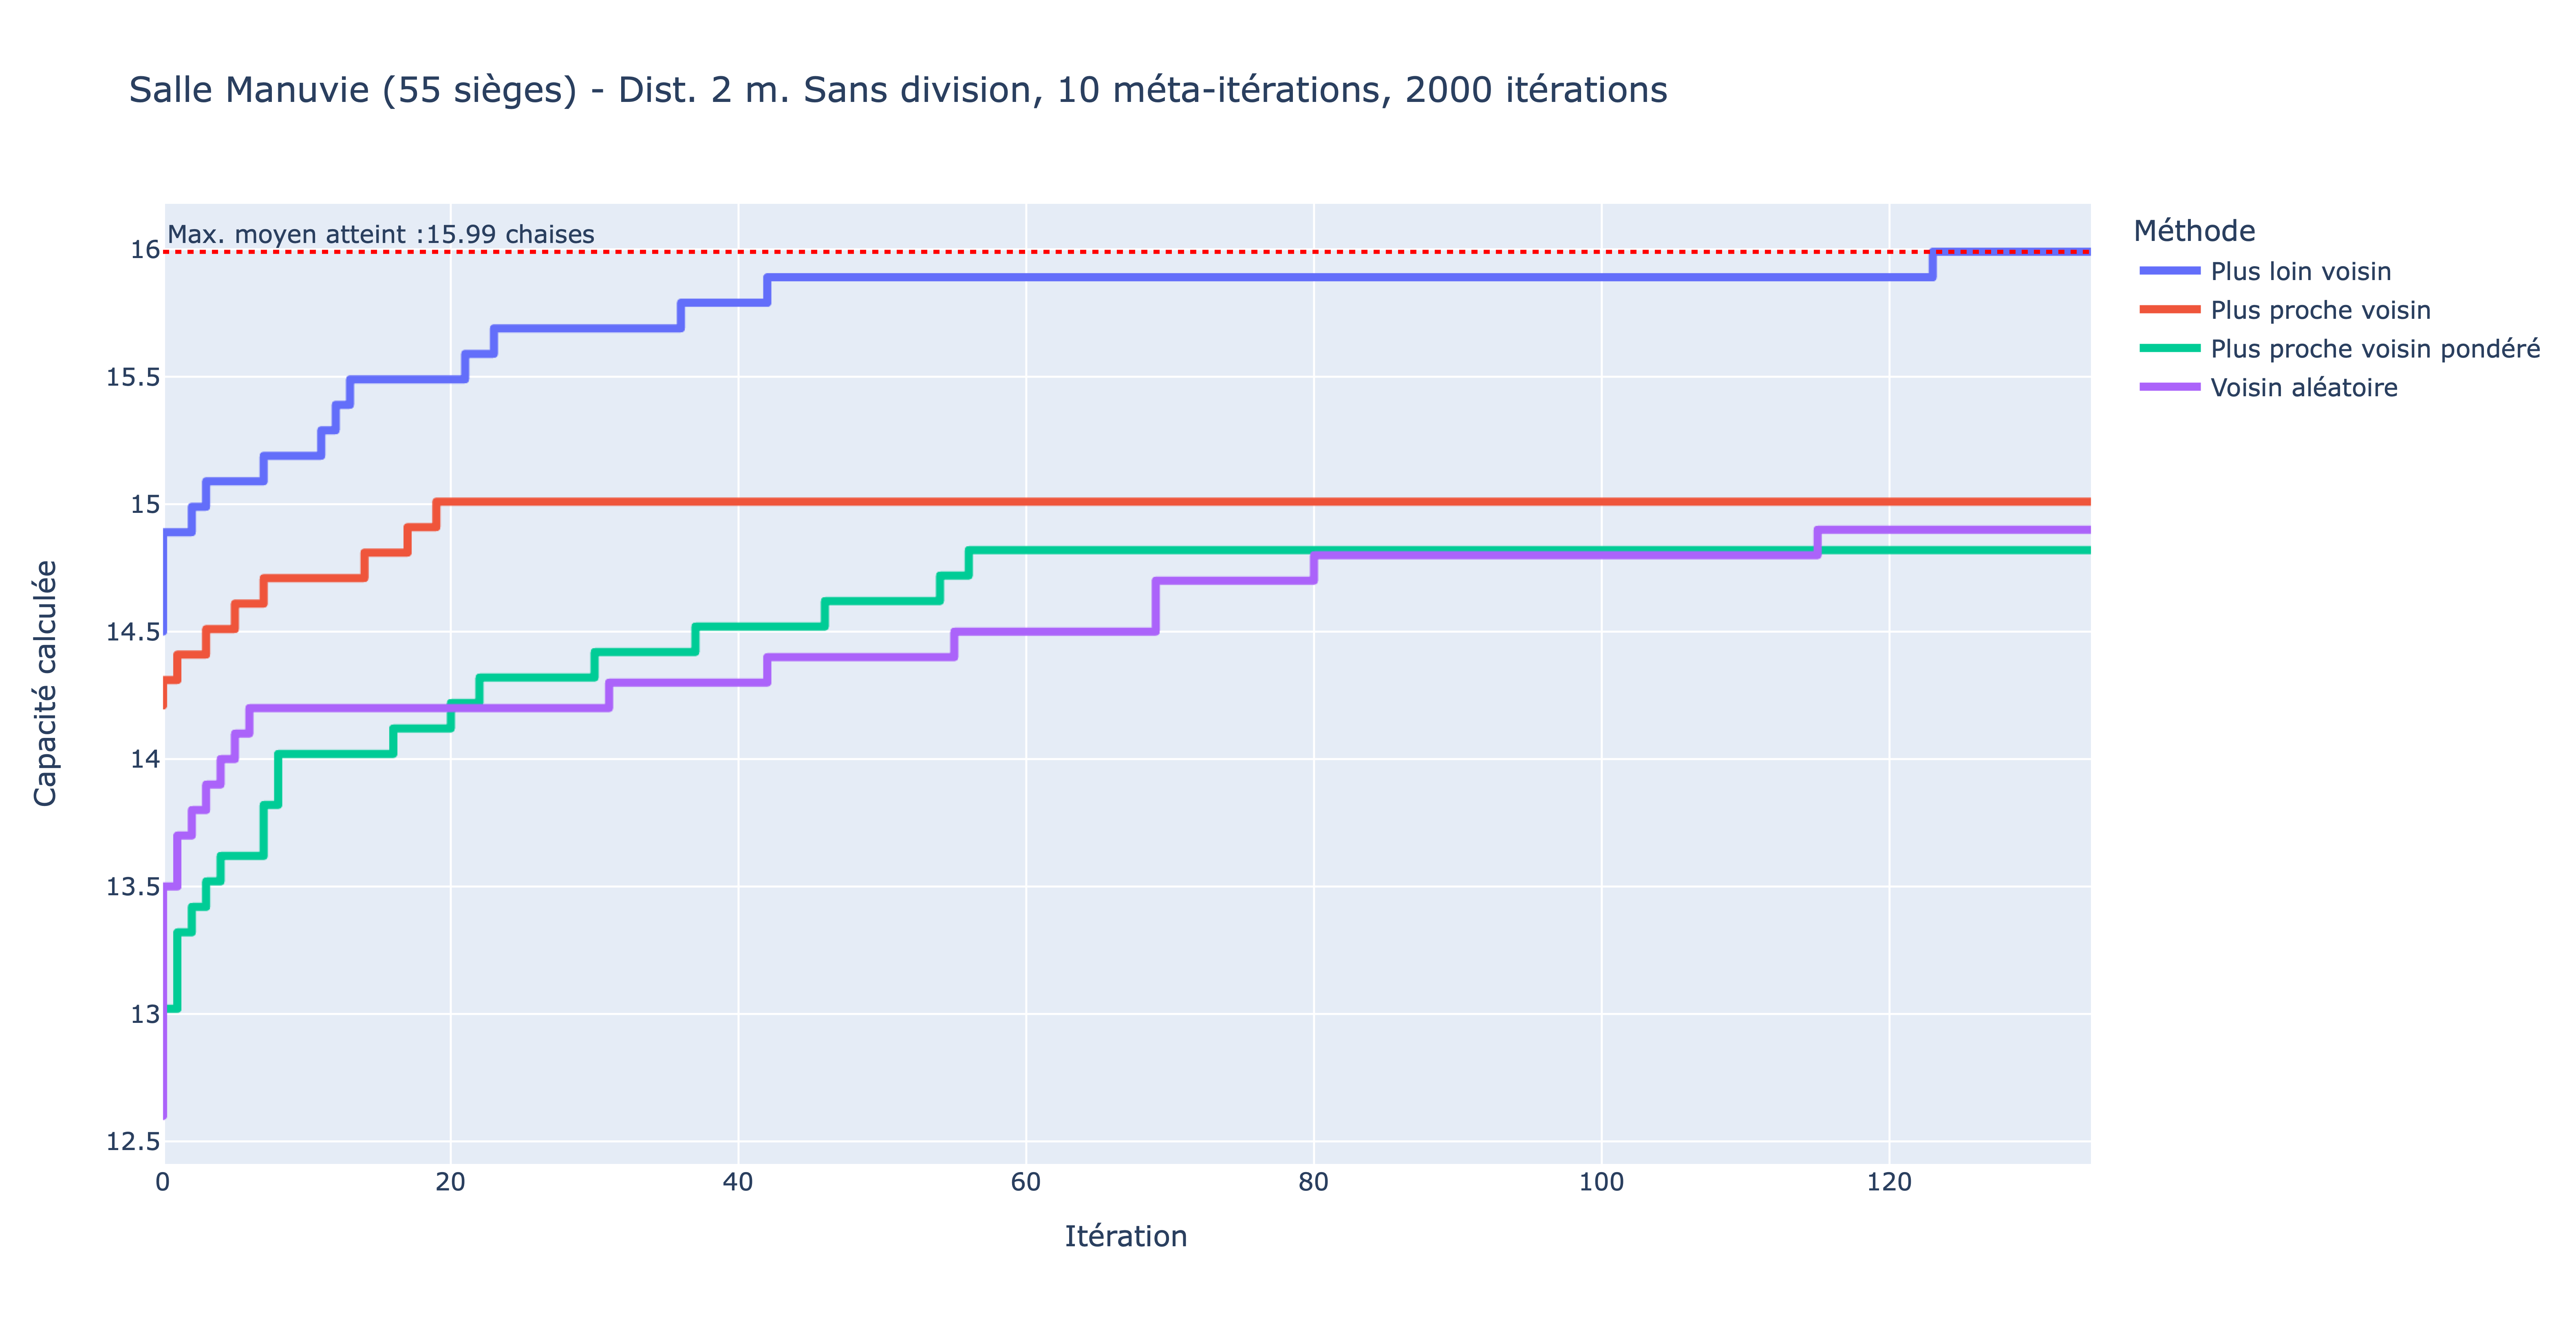 Salle Manuvie (55 sièges) - Dist. 2 m. Sans division, 10 méta-itérations, 2000 itérations
Max. moyen atteint :15.99 chaises
16
15.5
15
14.5
14
13.5
13
12.5
Capacité calculée
0 20 40 60 80 100 120
Itération
Méthode
Plus loin voisin
Plus proche voisin
Plus proche voisin pondéré
Voisin aléatoire